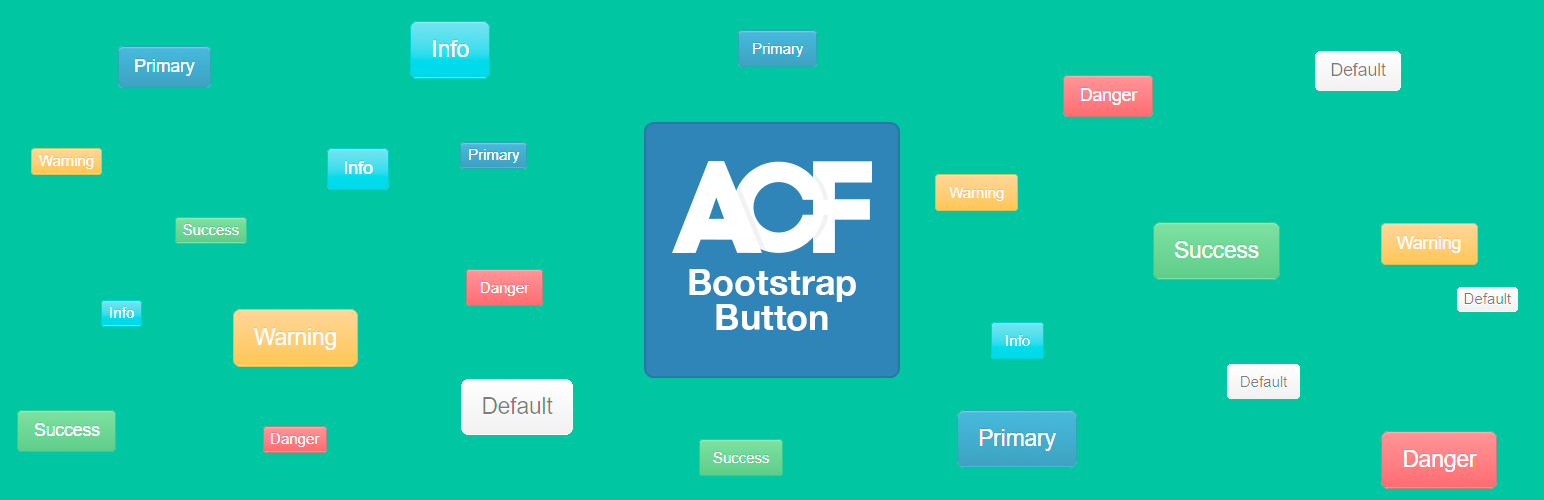 Info
Primary
Primary
Default
Danger
Primary
Warning
Info
Warning
Success
Success
Warning
ACF
Bootstrap
Button
Danger
Default
Info
Warning
Info
Default
Default
Success
Danger
Success
Primary
Danger